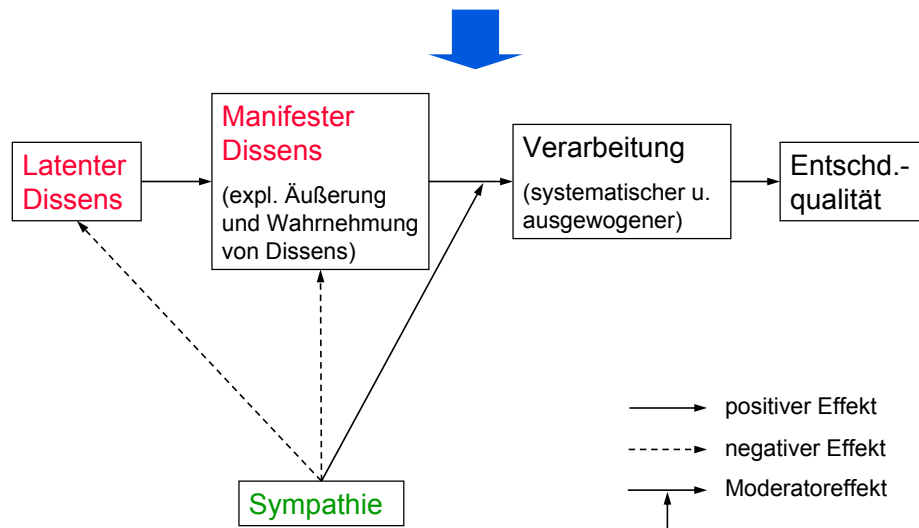 Latenter
Dissens
Manifester
Dissens
(expl. Äußerung
und Wahrnehmung
von Dissens)
Verarbeitung
(systematischer u.
ausgewogener)
Entschd.-
qualität
Sympathie
positiver Effekt
negativer Effekt
Moderatoreffekt